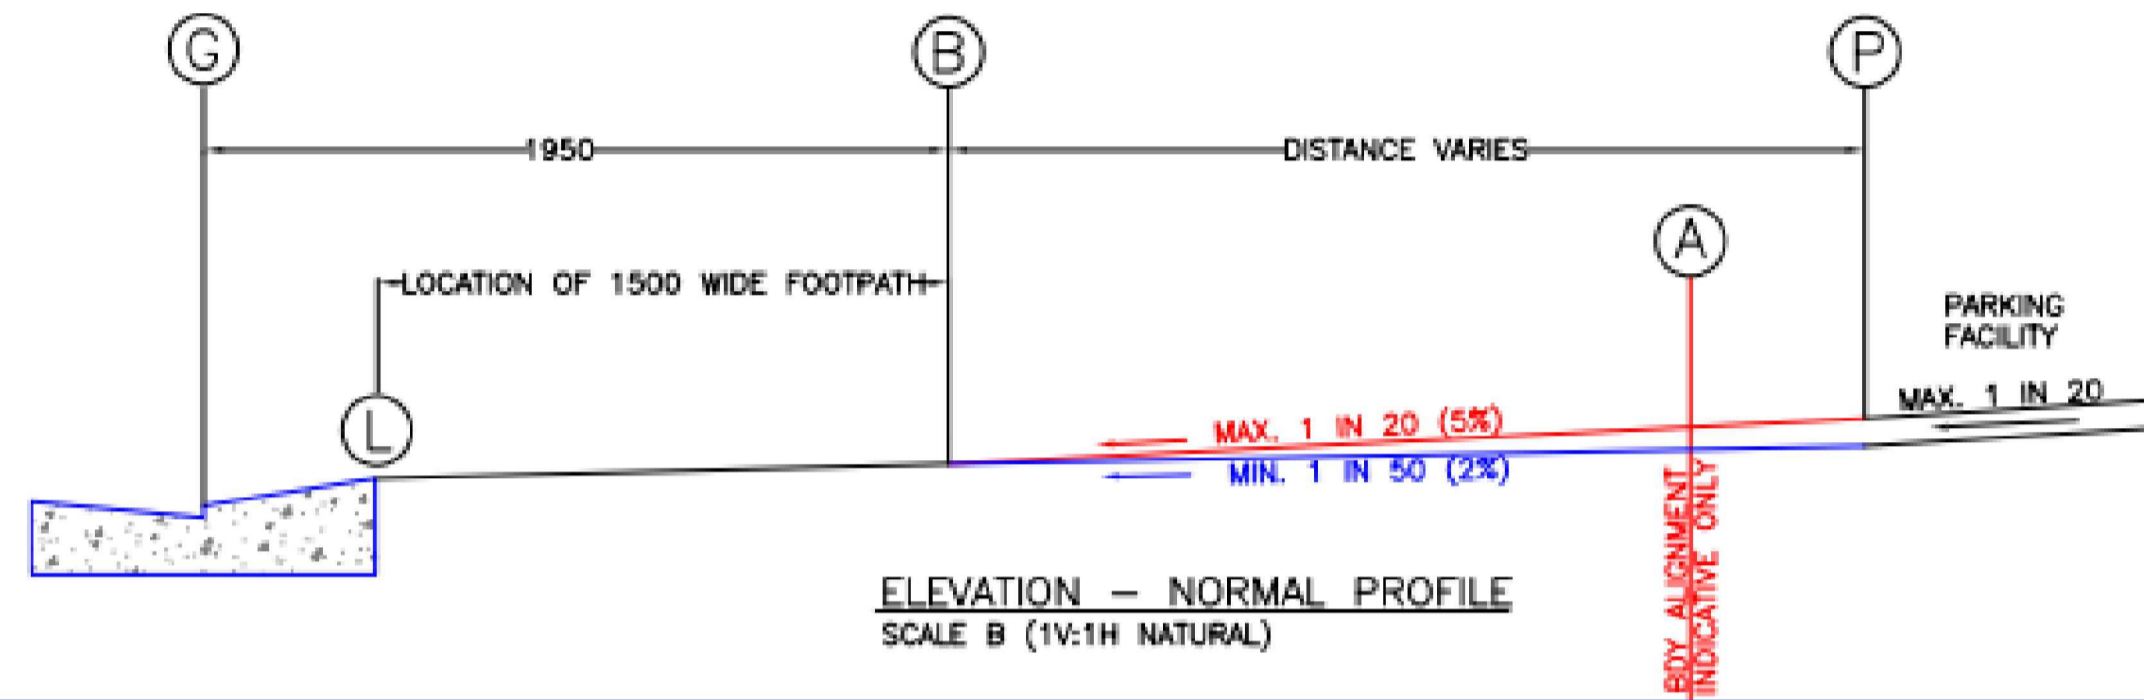 G
B
P
1950
DISTANCE VARIES
A
LOCATION OF 1500 WIDE FOOTPATH
PARKING
FACILITY
MAX. 1 IN 20
L
MAX. 1 IN 20 (5%)
MIN. 1 IN 50 (2%)
BDY ALIGNMENT
INDICATIVE ONLY
ELEVATION – NORMAL PROFILE
SCALE B (1V:1H NATURAL)